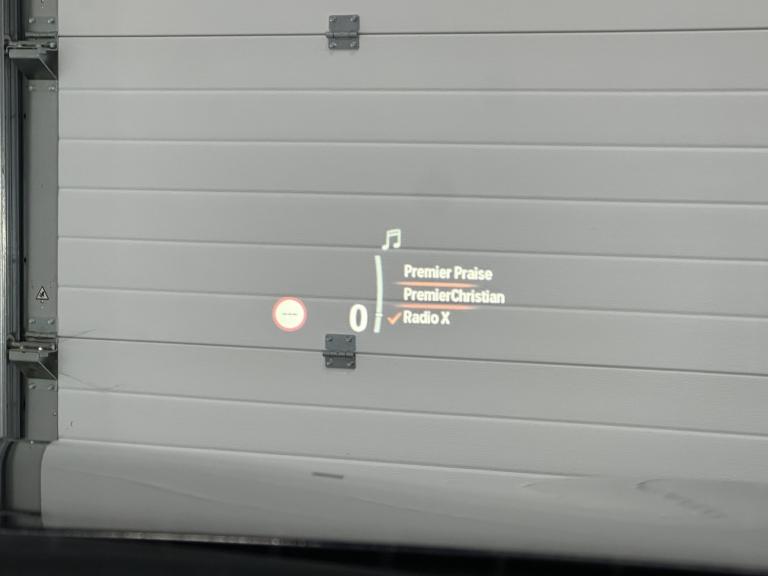 Premier Praise
PremierChristian
0
Radio X